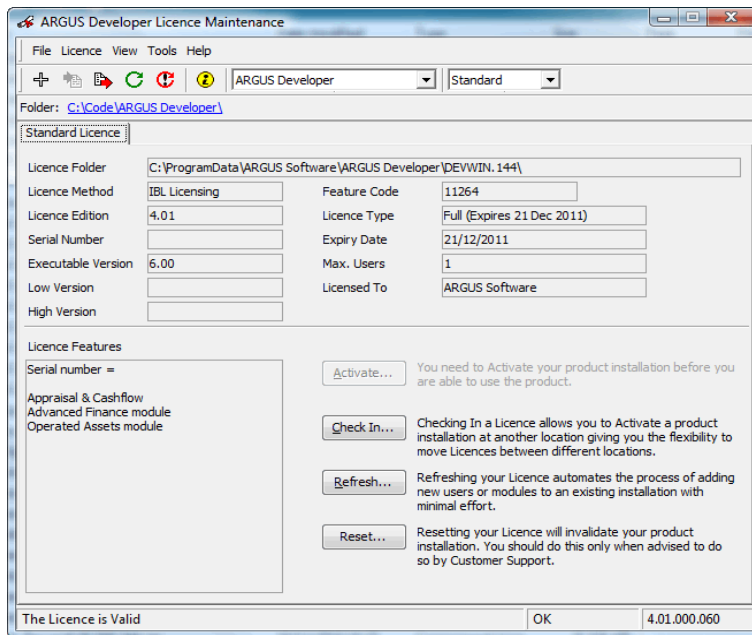 ARGUS Developer Licence Maintenance
File Licence View Tools Help
ARGUS Developer Standard
Folder: C:\Code\ARGUS Developer\
Standard Licence
Licence Folder C:\ProgramData\ARGUS Software\ARGUS Developer\DEVWIN.144\
Licence Method IBL Licensing Feature Code 11264
Licence Edition 4.01 Licence Type Full (Expires 21 Dec 2011)
Serial Number Expiry Date 21/12/2011
Executable Version 6.00 Max. Users 1
Low Version Licensed To ARGUS Software
High Version
Licence Features
Serial number =
Appraisal & Cashflow
Advanced Finance module
Operated Assets module
Activate... You need to Activate your product installation before you
are able to use the product.
Check In... Checking In a Licence allows you to Activate a product
installation at another location giving you the flexibility to
move Licences between different locations.
Refresh... Refreshing your Licence automates the process of adding
new users or modules to an existing installation with
minimal effort.
Reset... Resetting your Licence will invalidate your product
installation. You should do this only when advised to do
so by Customer Support.
The Licence is Valid OK 4.01.000.060